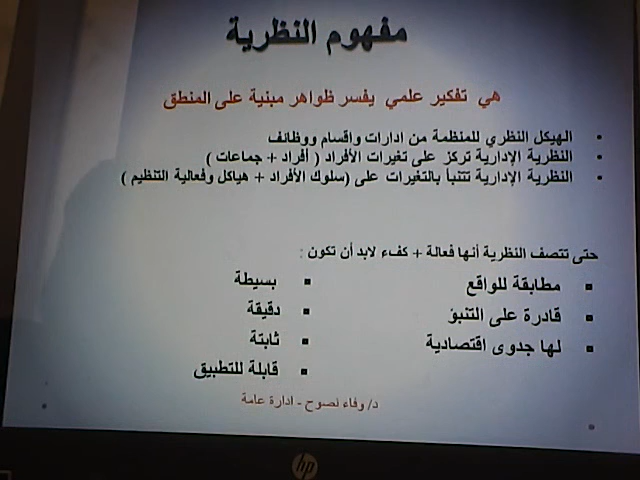 مفهوم النظرية
هي تفكير علمي يفسر ظواهر مبنية على المنطق
الهيكل النظري للمنظمة من ادارات واقسام ووظائف
النظرية الإدارية تركز على تغيرات الأفراد ( أفراد + جماعات )
النظرية الإدارية تتنبأ بالتغيرات على (سلوك الأفراد + هياكل وفعالية التنظيم )
حتى تتصف النظرية أنها فعالة + كفء لابد أن تكون :
مطابقة للواقع
قادرة على التنبؤ
لها جدوى اقتصادية
بسيطة
دقيقة
ثابتة
قابلة للتطبيق
د/ وفاء نصوح - ادارة عامة
hp